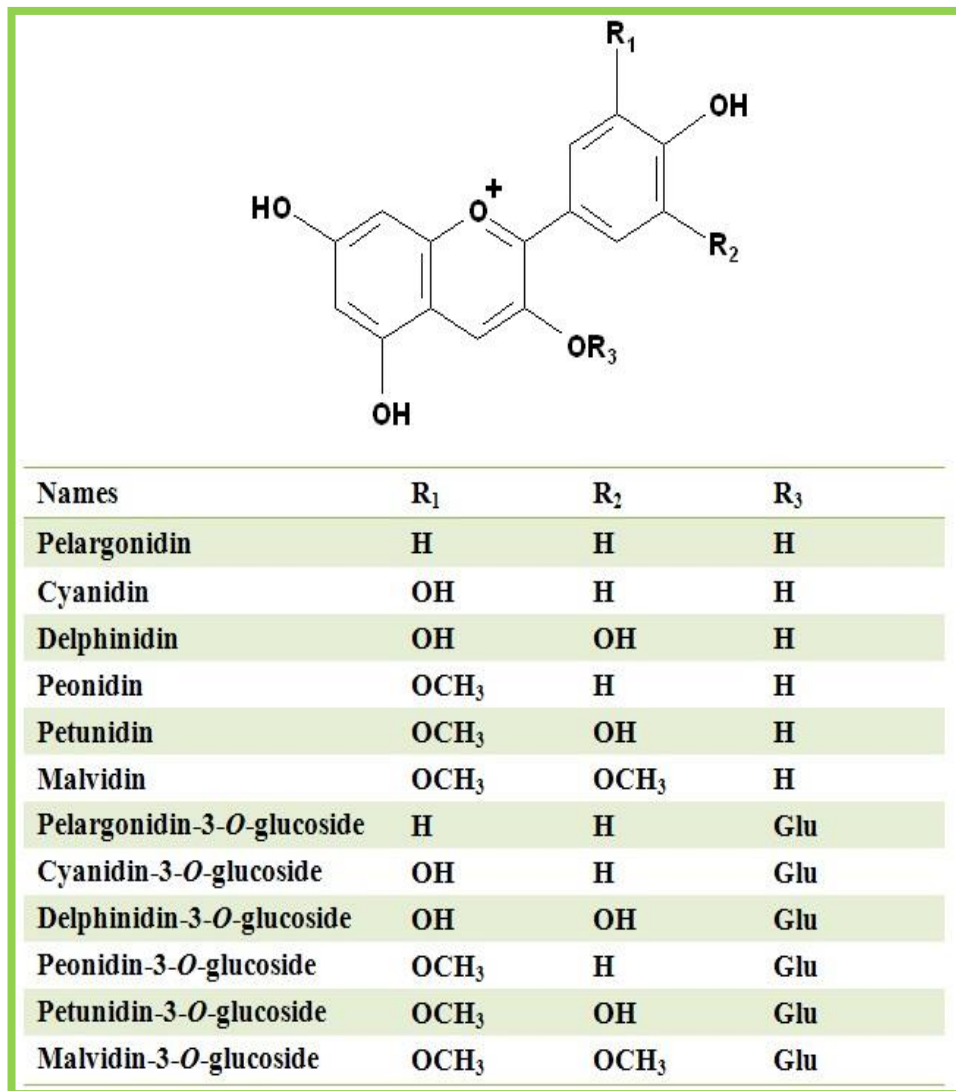 R₁
OH
O+
HO
R₂
OR₃
OH
Names R₁ R₂ R₃
Pelargonidin H H H
Cyanidin OH H H
Delphinidin OH OH H
Peonidin OCH₃ H H
Petunidin OCH₃ OH H
Malvidin OCH₃ OCH₃ H
Pelargonidin-3-O-glucoside H H Glu
Cyanidin-3-O-glucoside OH H Glu
Delphinidin-3-O-glucoside OH OH Glu
Peonidin-3-O-glucoside OCH₃ H Glu
Petunidin-3-O-glucoside OCH₃ OH Glu
Malvidin-3-O-glucoside OCH₃ OCH₃ Glu